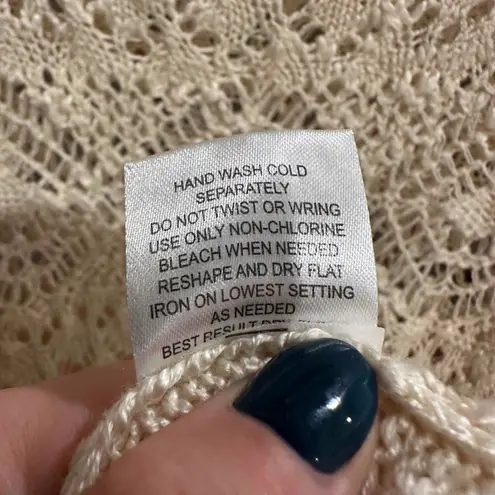 HAND WASH COLD
SEPARATELY
DO NOT TWIST OR WRING
USE ONLY NON-CHLORINE
BLEACH WHEN NEEDED
RESHAPE AND DRY FLAT
IRON ON LOWEST SETTING
AS NEEDED
BEST RESULT